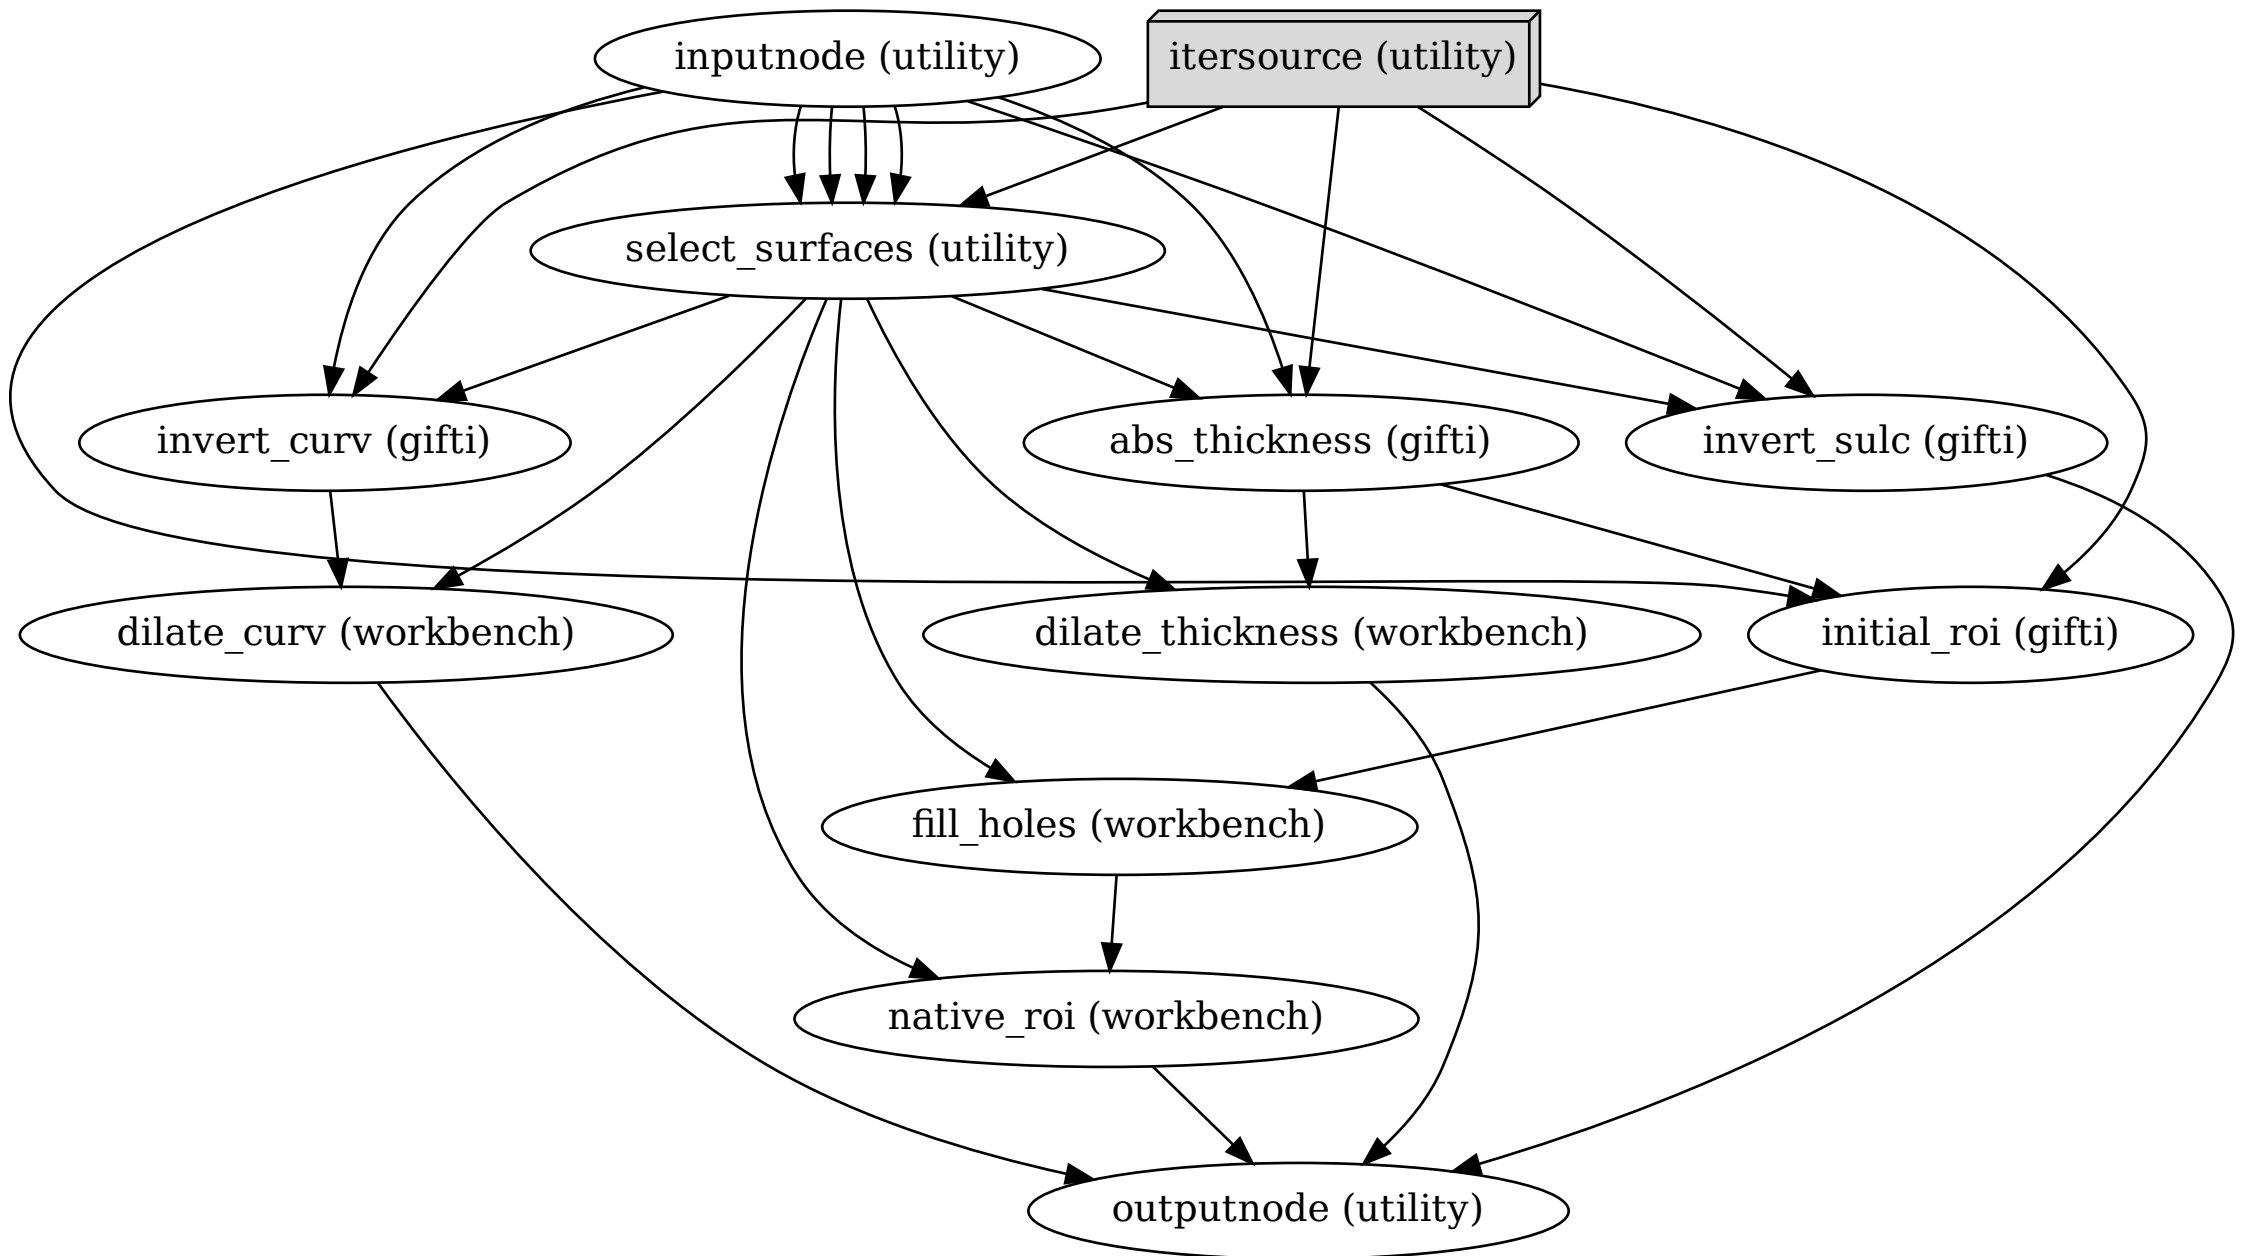 inputnode (utility)
itersource (utility)
select_surfaces (utility)
invert_curv (gifti)
abs_thickness (gifti)
invert_sulc (gifti)
dilate_curv (workbench)
dilate_thickness (workbench)
initial_roi (gifti)
fill_holes (workbench)
native_roi (workbench)
outputnode (utility)